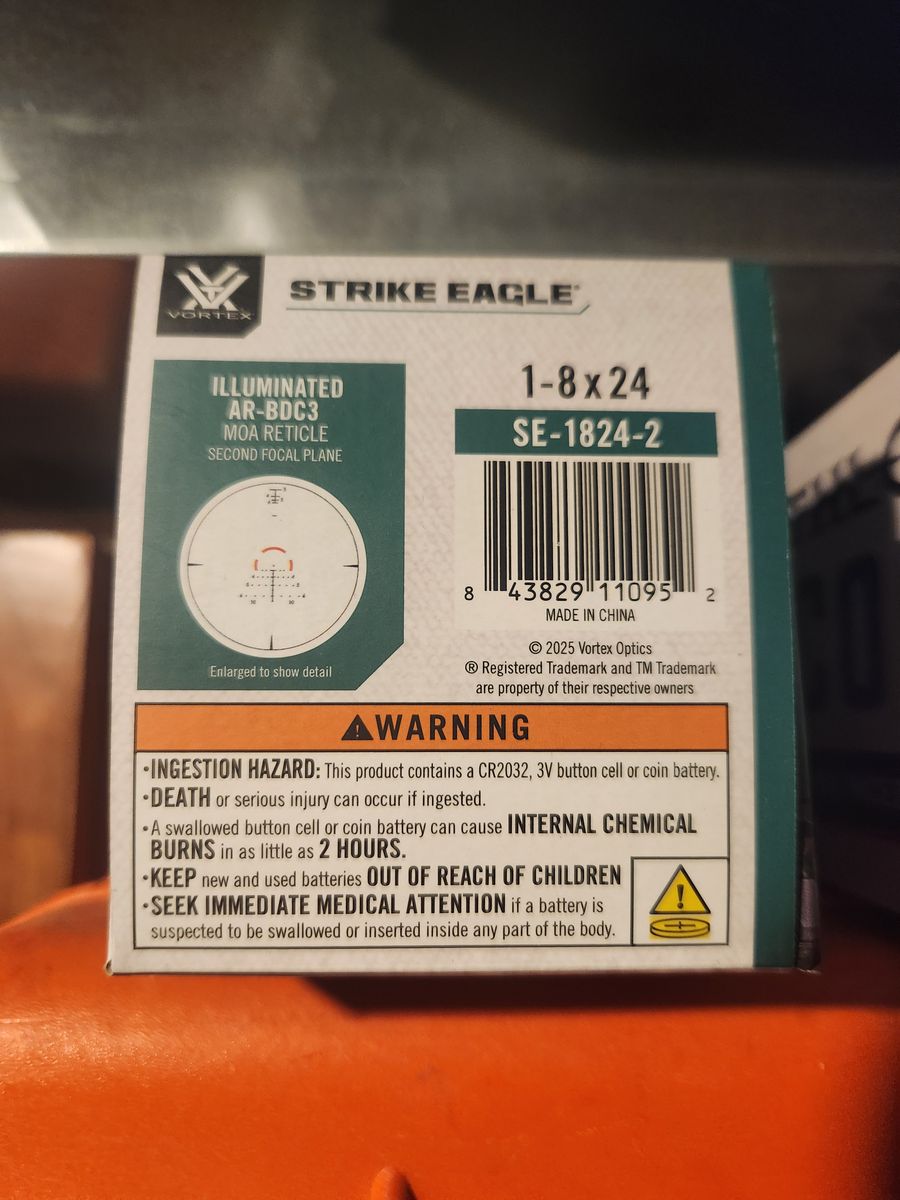 VORTEX
STRIKE EAGLE®
ILLUMINATED
AR-BDC3
MOA RETICLE
SECOND FOCAL PLANE
Enlarged to show detail
1-8x24
SE-1824-2
8 43829 11095 2
MADE IN CHINA
© 2025 Vortex Optics
® Registered Trademark and TM Trademark
are property of their respective owners
WARNING
•INGESTION HAZARD: This product contains a CR2032, 3V button cell or coin battery.
•DEATH or serious injury can occur if ingested.
•A swallowed button cell or coin battery can cause INTERNAL CHEMICAL
BURNS in as little as 2 HOURS.
•KEEP new and used batteries OUT OF REACH OF CHILDREN
•SEEK IMMEDIATE MEDICAL ATTENTION if a battery is
suspected to be swallowed or inserted inside any part of the body.